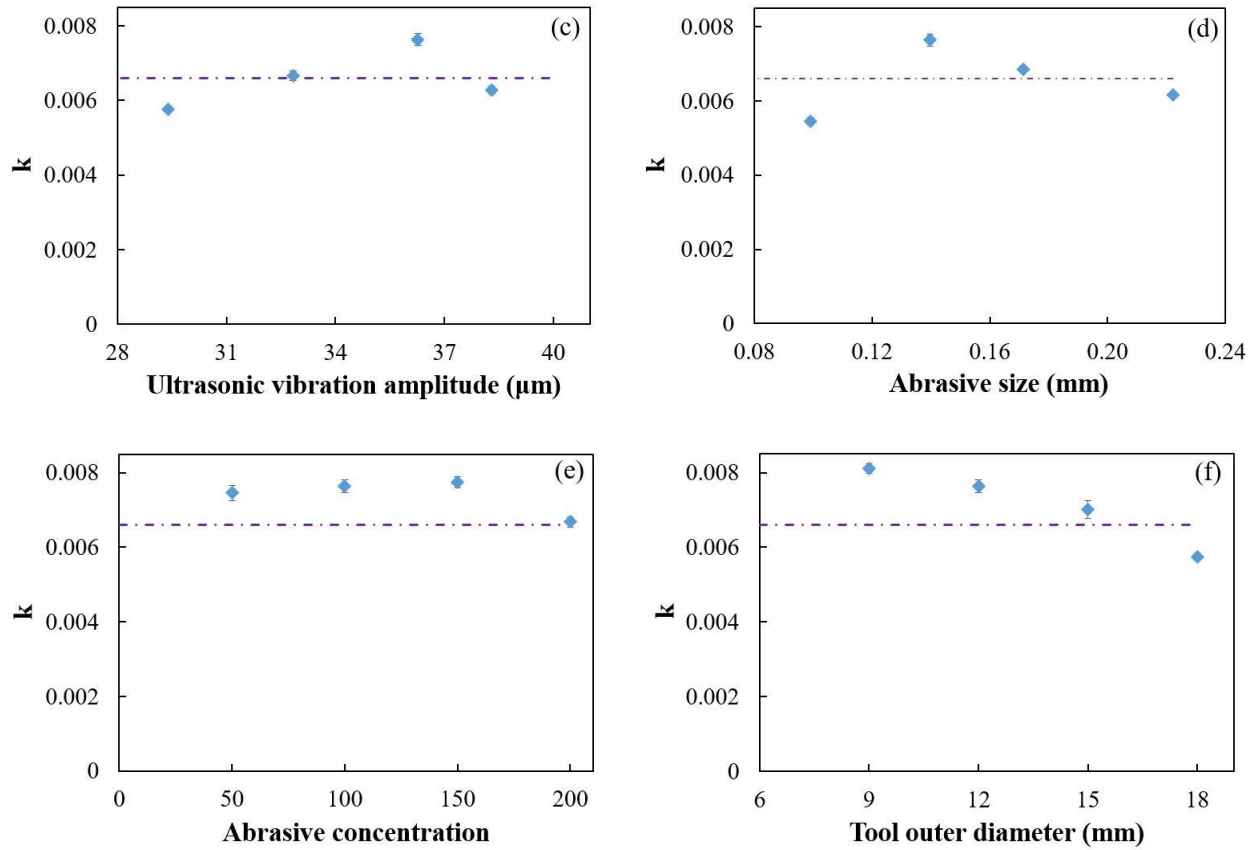 (c)
0.008
0.006
0.004
0.002
0
k
28 31 34 37 40
Ultrasonic vibration amplitude (μm)
(d)
0.008
0.006
0.004
0.002
0
k
0.08 0.12 0.16 0.20 0.24
Abrasive size (mm)
(e)
0.008
0.006
0.004
0.002
0
k
0 50 100 150 200
Abrasive concentration
(f)
0.008
0.006
0.004
0.002
0
k
6 9 12 15 18
Tool outer diameter (mm)